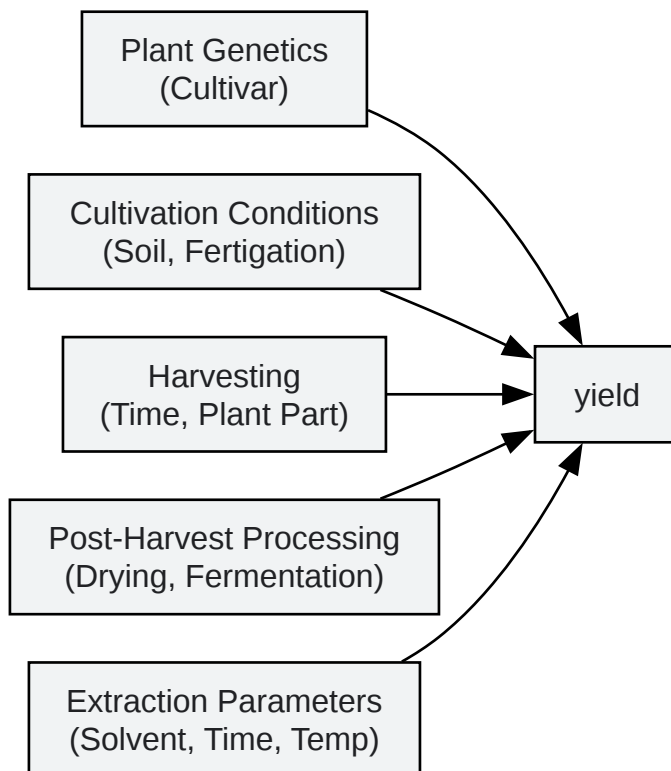 Plant Genetics
(Cultivar)
Cultivation Conditions
(Soil, Fertigation)
Harvesting
(Time, Plant Part)
yield
Post-Harvest Processing
(Drying, Fermentation)
Extraction Parameters
(Solvent, Time, Temp)